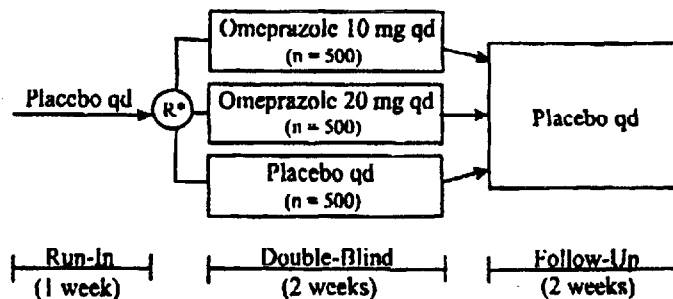 Omeprazole 10 mg qd
(n = 500)
Placebo qd
R*
Omeprazole 20 mg qd
(n = 500)
Placebo qd
Placebo qd
(n = 500)
Run-In
(1 week)
Double-Blind
(2 weeks)
Follow-Up
(2 weeks)